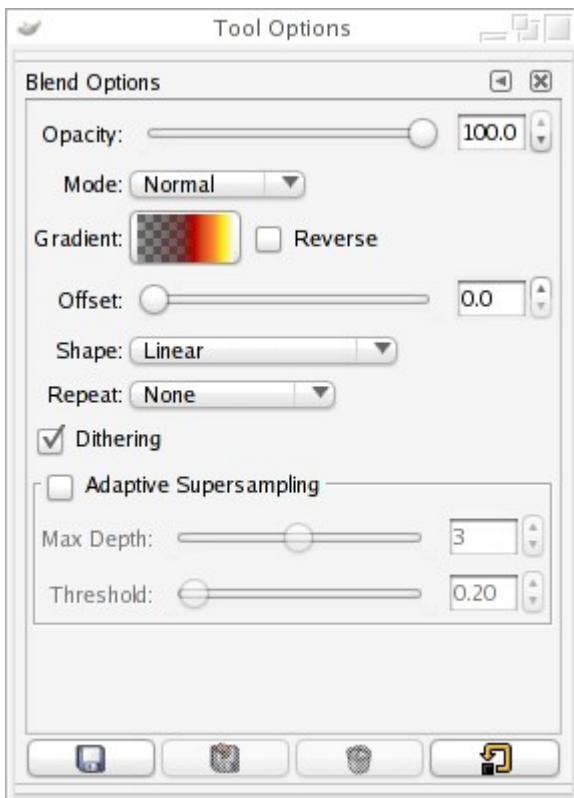 Tool Options
Blend Options
Opacity: 100.0
Mode: Normal
Gradient: Reverse
Offset: 0.0
Shape: Linear
Repeat: None
Dithering
Adaptive Supersampling
Max Depth: 3
Threshold: 0.20